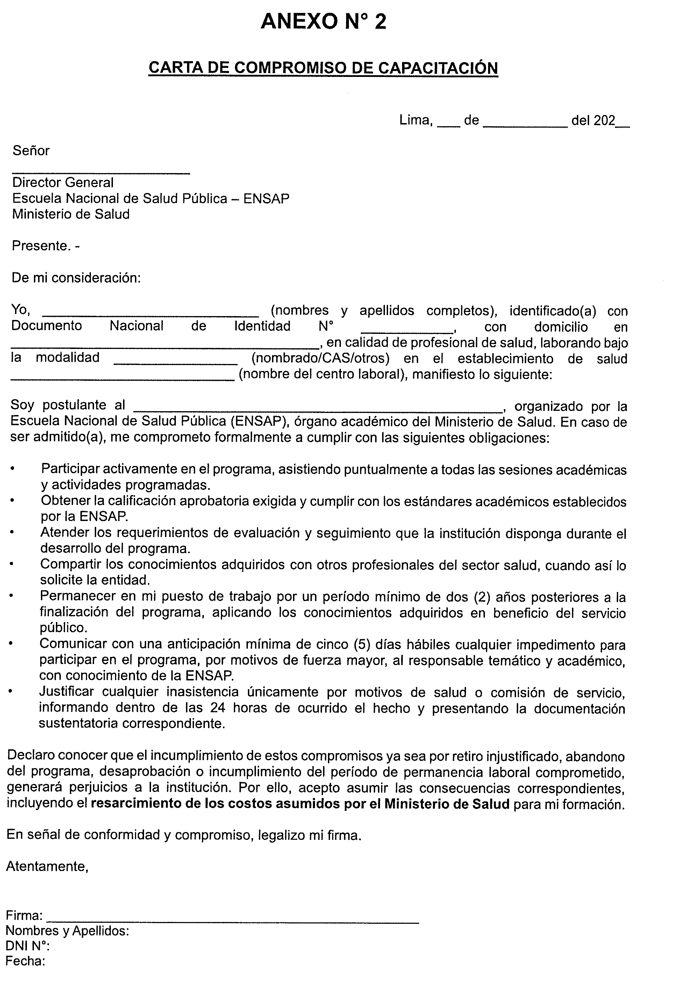 ANEXO N° 2
CARTA DE COMPROMISO DE CAPACITACIÓN
Lima, ___ de ___________ del 202__
Señor
_______________________
Director General
Escuela Nacional de Salud Pública – ENSAP
Ministerio de Salud
Presente. -
De mi consideración:
Yo, ____________________________ (nombres y apellidos completos), identificado(a) con
Documento Nacional de Identidad N° ____________, con domicilio en
________________________________________, en calidad de profesional de salud, laborando bajo
la modalidad ________________ (nombrado/CAS/otros) en el establecimiento de salud
_____________________________ (nombre del centro laboral), manifiesto lo siguiente:
Soy postulante al ________________________________________________, organizado por la
Escuela Nacional de Salud Pública (ENSAP), órgano académico del Ministerio de Salud. En caso de
ser admitido(a), me comprometo formalmente a cumplir con las siguientes obligaciones:
• Participar activamente en el programa, asistiendo puntualmente a todas las sesiones académicas
y actividades programadas.
• Obtener la calificación aprobatoria exigida y cumplir con los estándares académicos establecidos
por la ENSAP.
• Atender los requerimientos de evaluación y seguimiento que la institución disponga durante el
desarrollo del programa.
• Compartir los conocimientos adquiridos con otros profesionales del sector salud, cuando así lo
solicite la entidad.
• Permanecer en mi puesto de trabajo por un período mínimo de dos (2) años posteriores a la
finalización del programa, aplicando los conocimientos adquiridos en beneficio del servicio
público.
• Comunicar con una anticipación mínima de cinco (5) días hábiles cualquier impedimento para
participar en el programa, por motivos de fuerza mayor, al responsable temático y académico,
con conocimiento de la ENSAP.
• Justificar cualquier inasistencia únicamente por motivos de salud o comisión de servicio,
informando dentro de las 24 horas de ocurrido el hecho y presentando la documentación
sustentatoria correspondiente.
Declaro conocer que el incumplimiento de estos compromisos ya sea por retiro injustificado, abandono
del programa, desaprobación o incumplimiento del período de permanencia laboral comprometido,
generará perjuicios a la institución. Por ello, acepto asumir las consecuencias correspondientes,
incluyendo el resarcimiento de los costos asumidos por el Ministerio de Salud para mi formación.
En señal de conformidad y compromiso, legalizo mi firma.
Atentamente,
Firma: ________________________________________________
Nombres y Apellidos:
DNI N°:
Fecha: